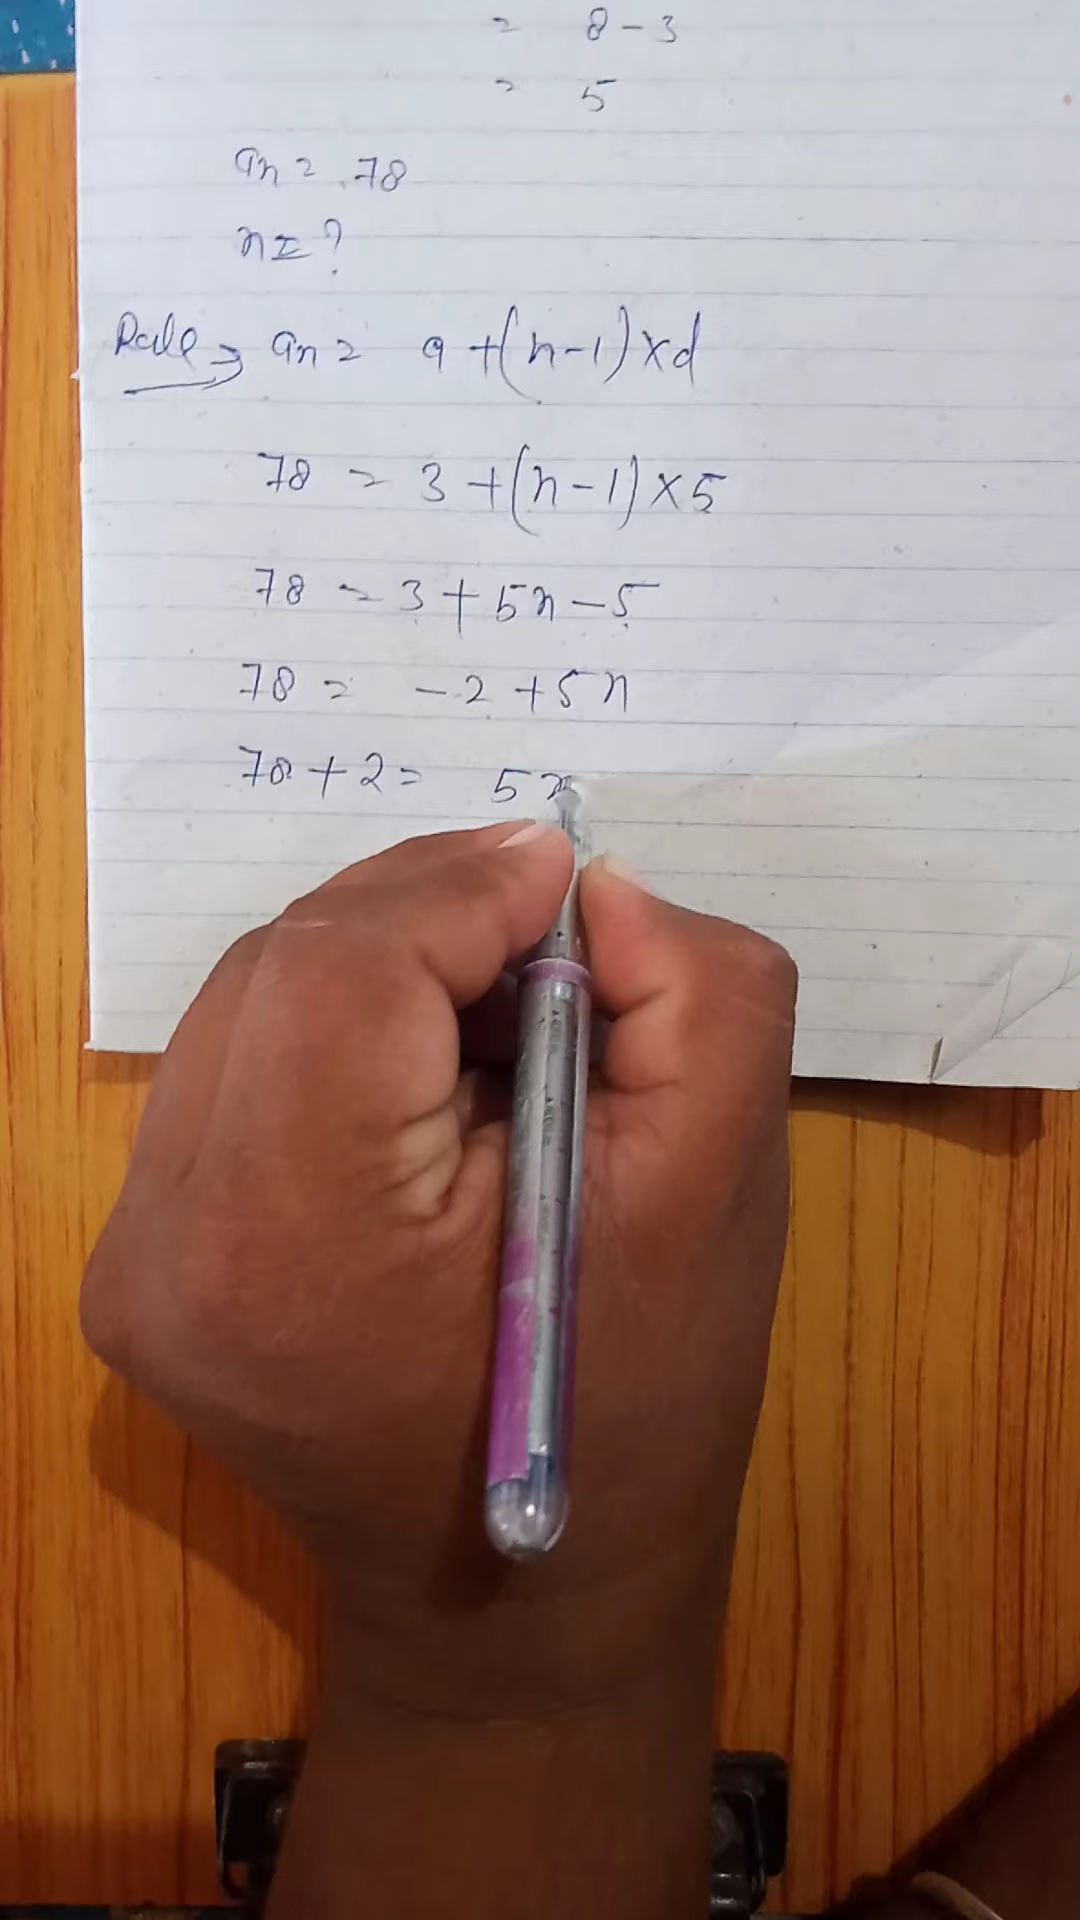 = 8 - 3
= 5
an = 78
n = ?
Rule → an = a + (n-1) × d
78 = 3 + (n-1) × 5
78 = 3 + 5n - 5
78 = -2 + 5n
78 + 2 = 5n